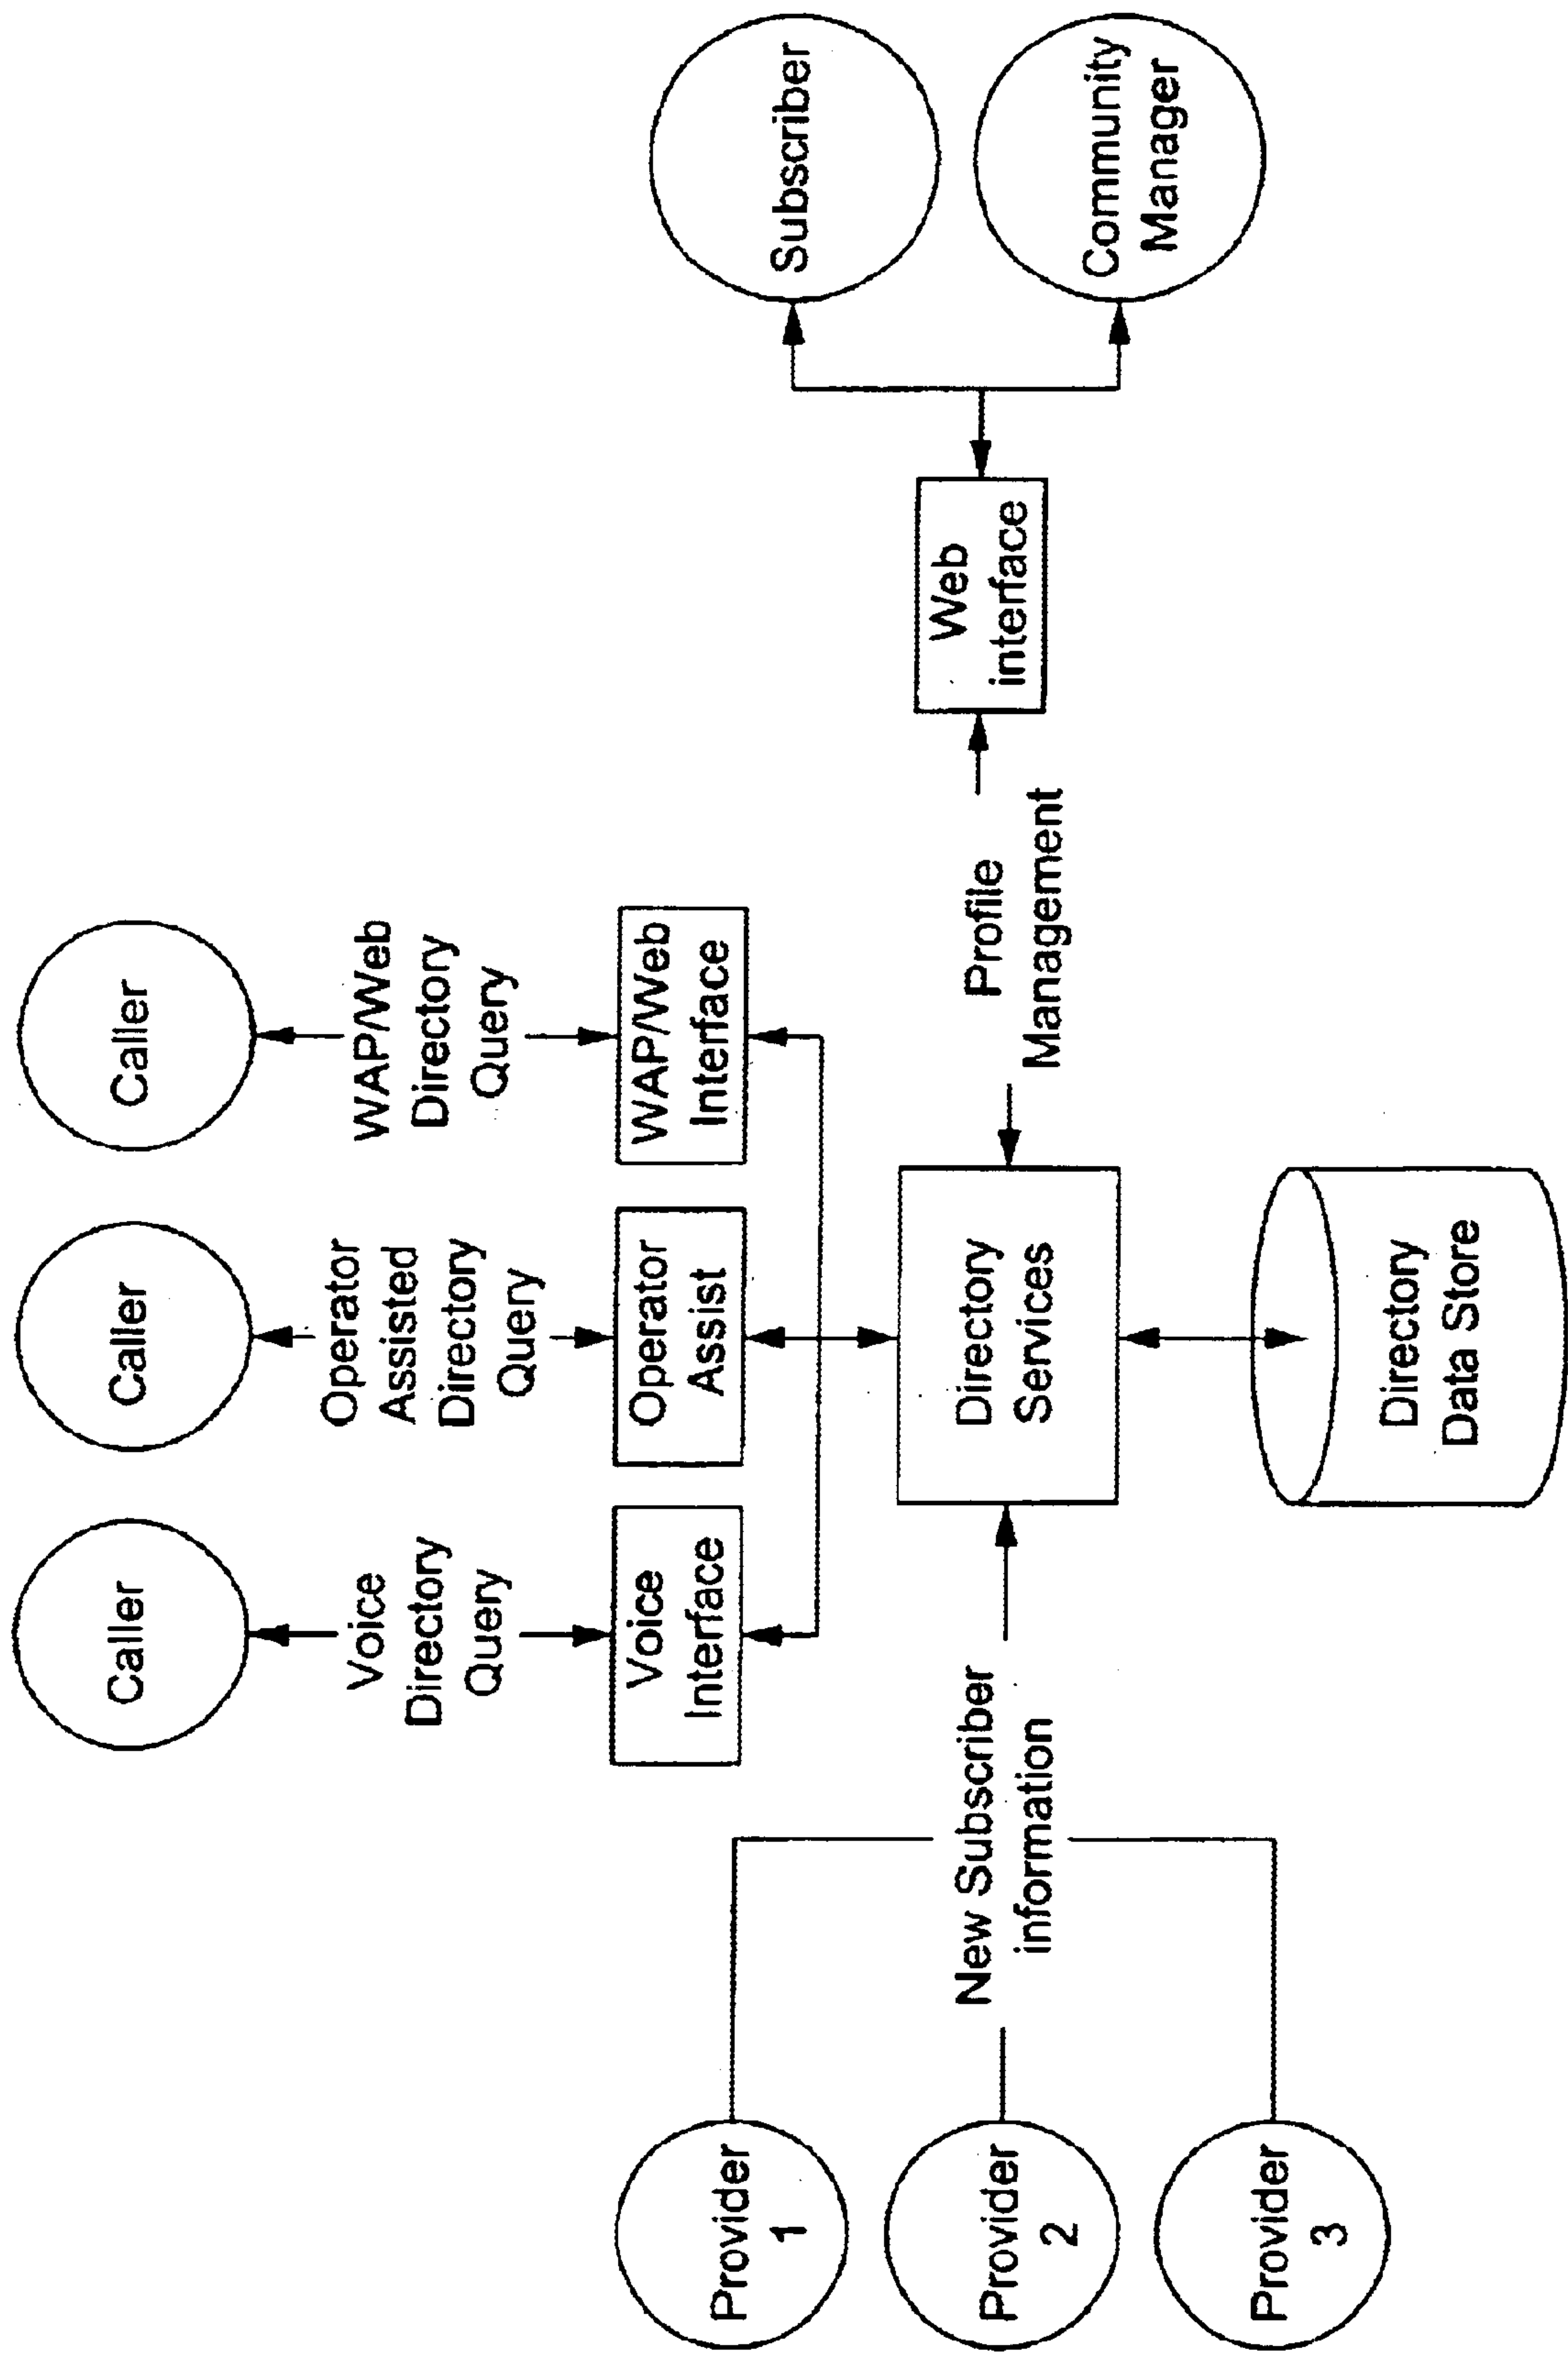 Caller
Caller
Caller
Voice
Directory
Query
Operator
Assisted
Directory
Query
WAP/Web
Directory
Query
Voice
Interface
Operator
Assist
WAP/Web
Interface
Provider
1
Provider
2
Provider
3
New Subscriber
information
Directory
Services
Profile
Management
Web
interface
Subscriber
Community
Manager
Directory
Data Store